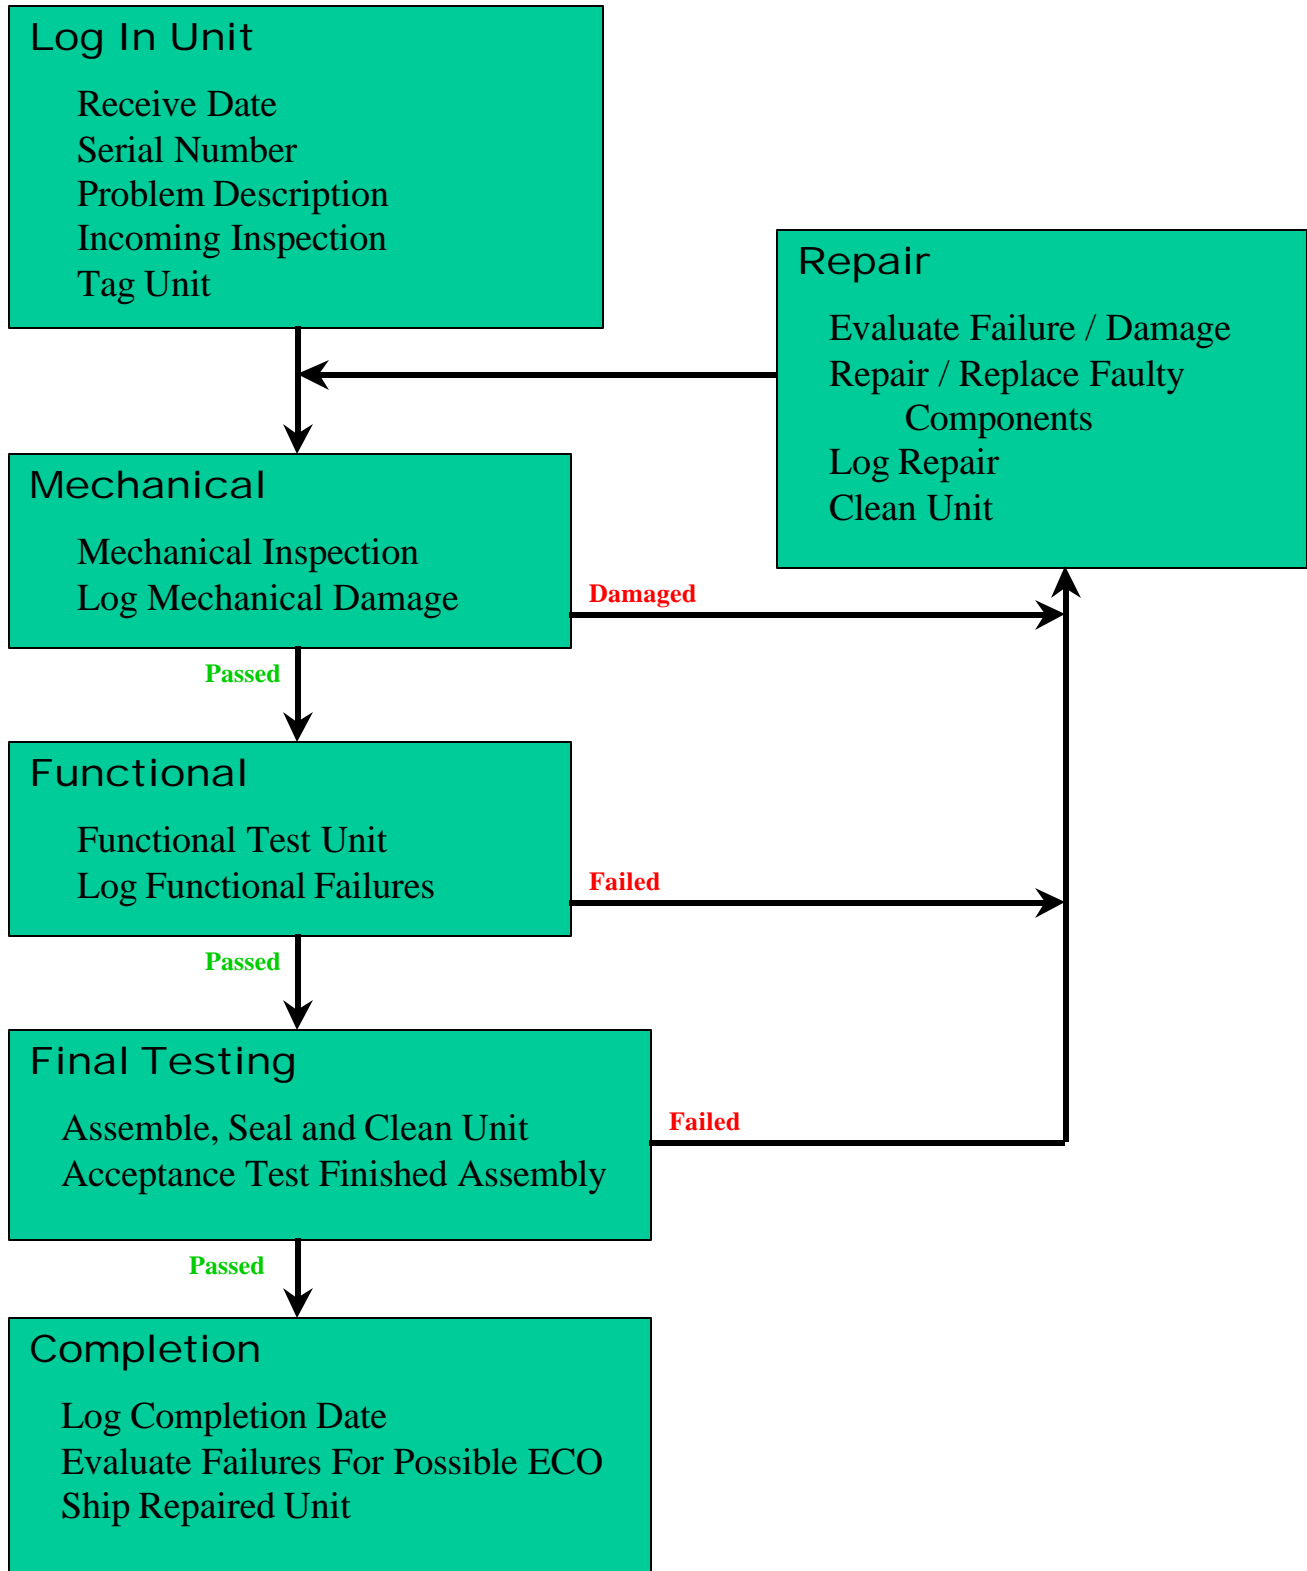 Log In Unit
Receive Date
Serial Number
Problem Description
Incoming Inspection
Tag Unit
Repair
Evaluate Failure / Damage
Repair / Replace Faulty
Components
Log Repair
Clean Unit
Mechanical
Mechanical Inspection
Log Mechanical Damage
Damaged
Passed
Functional
Functional Test Unit
Log Functional Failures
Failed
Passed
Final Testing
Assemble, Seal and Clean Unit
Acceptance Test Finished Assembly
Failed
Passed
Completion
Log Completion Date
Evaluate Failures For Possible ECO
Ship Repaired Unit